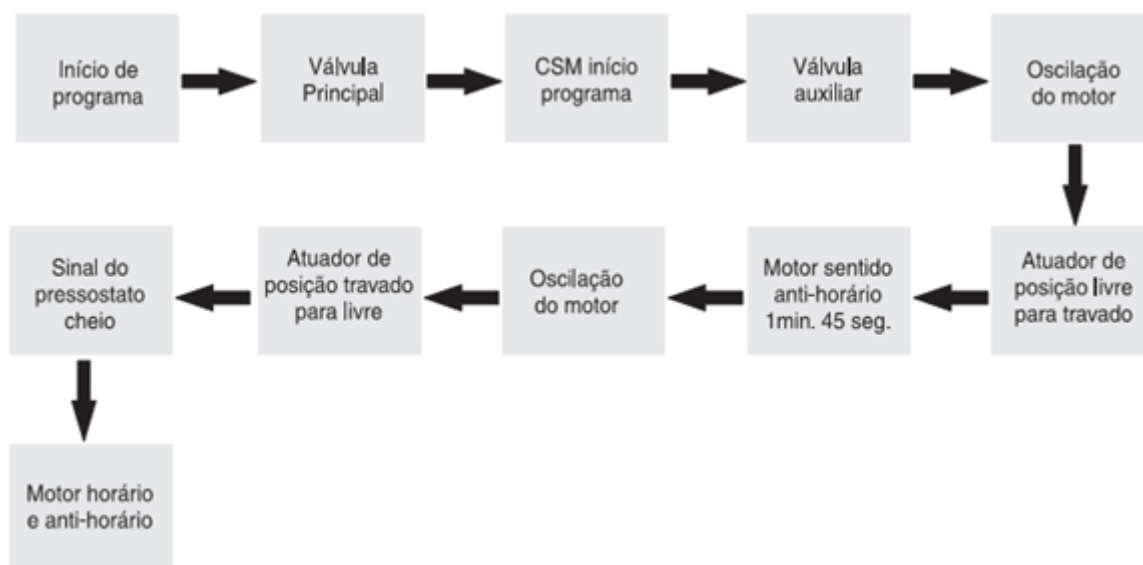 Início de
programa
Válvula
Principal
CSM início
programa
Válvula
auxiliar
Oscilação
do motor
Atuador de
posição livre
para travado
Motor sentido
anti-horário
1min. 45 seg.
Oscilação
do motor
Atuador de
posição travado
para livre
Sinal do
pressostato
cheio
Motor horário
e anti-horário